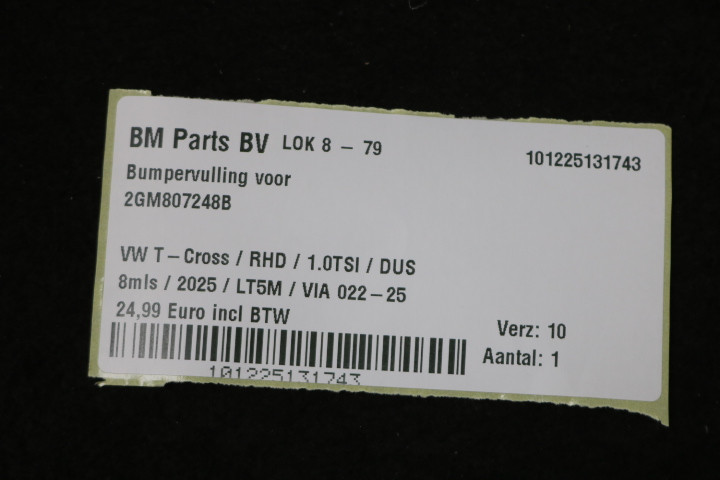 BM Parts BV LOK 8 - 79
101225131743
Bumpervulling voor
2GM807248B
VW T-Cross / RHD / 1.0TSI / DUS
8mls / 2025 / LT5M / VIA 022-25
24,99 Euro incl BTW
Verz: 10
Aantal: 1
101225131743